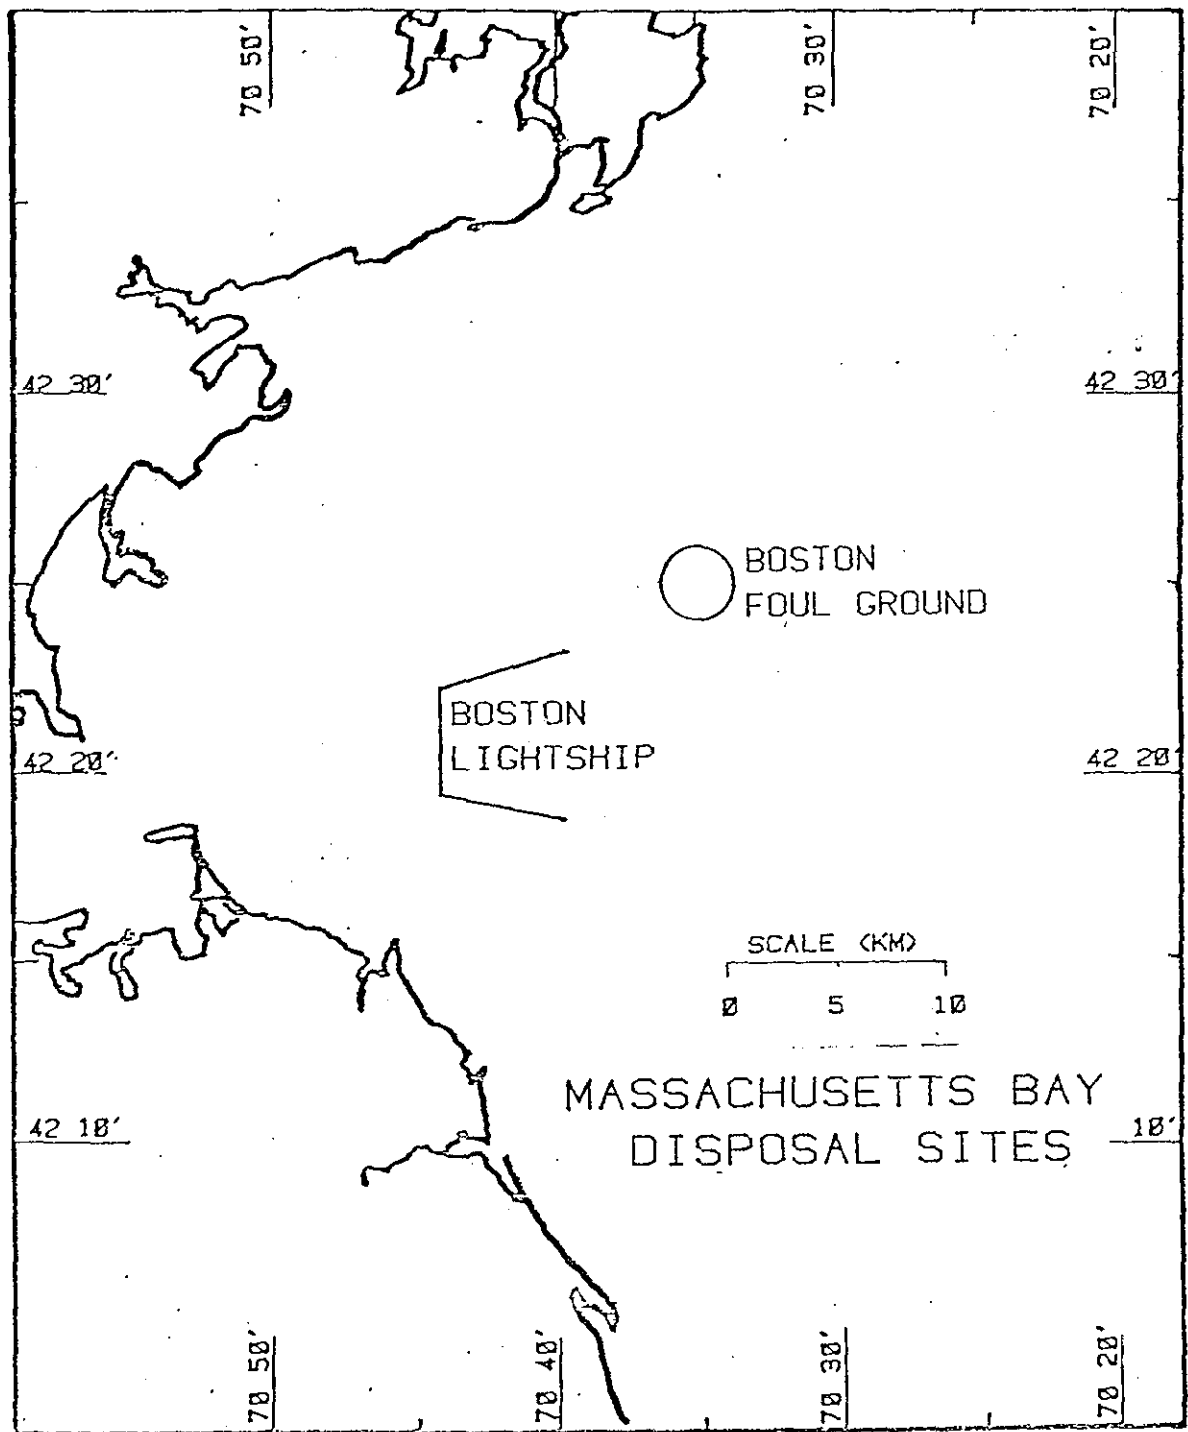 70 50'
70 30'
70 20'
42 30'
42 30'
BOSTON
FOUL GROUND
BOSTON
LIGHTSHIP
42 20'
42 20'
SCALE (KM)
0 5 10
MASSACHUSETTS BAY
DISPOSAL SITES
42 10'
10'
70 50'
70 40'
70 30'
70 20'